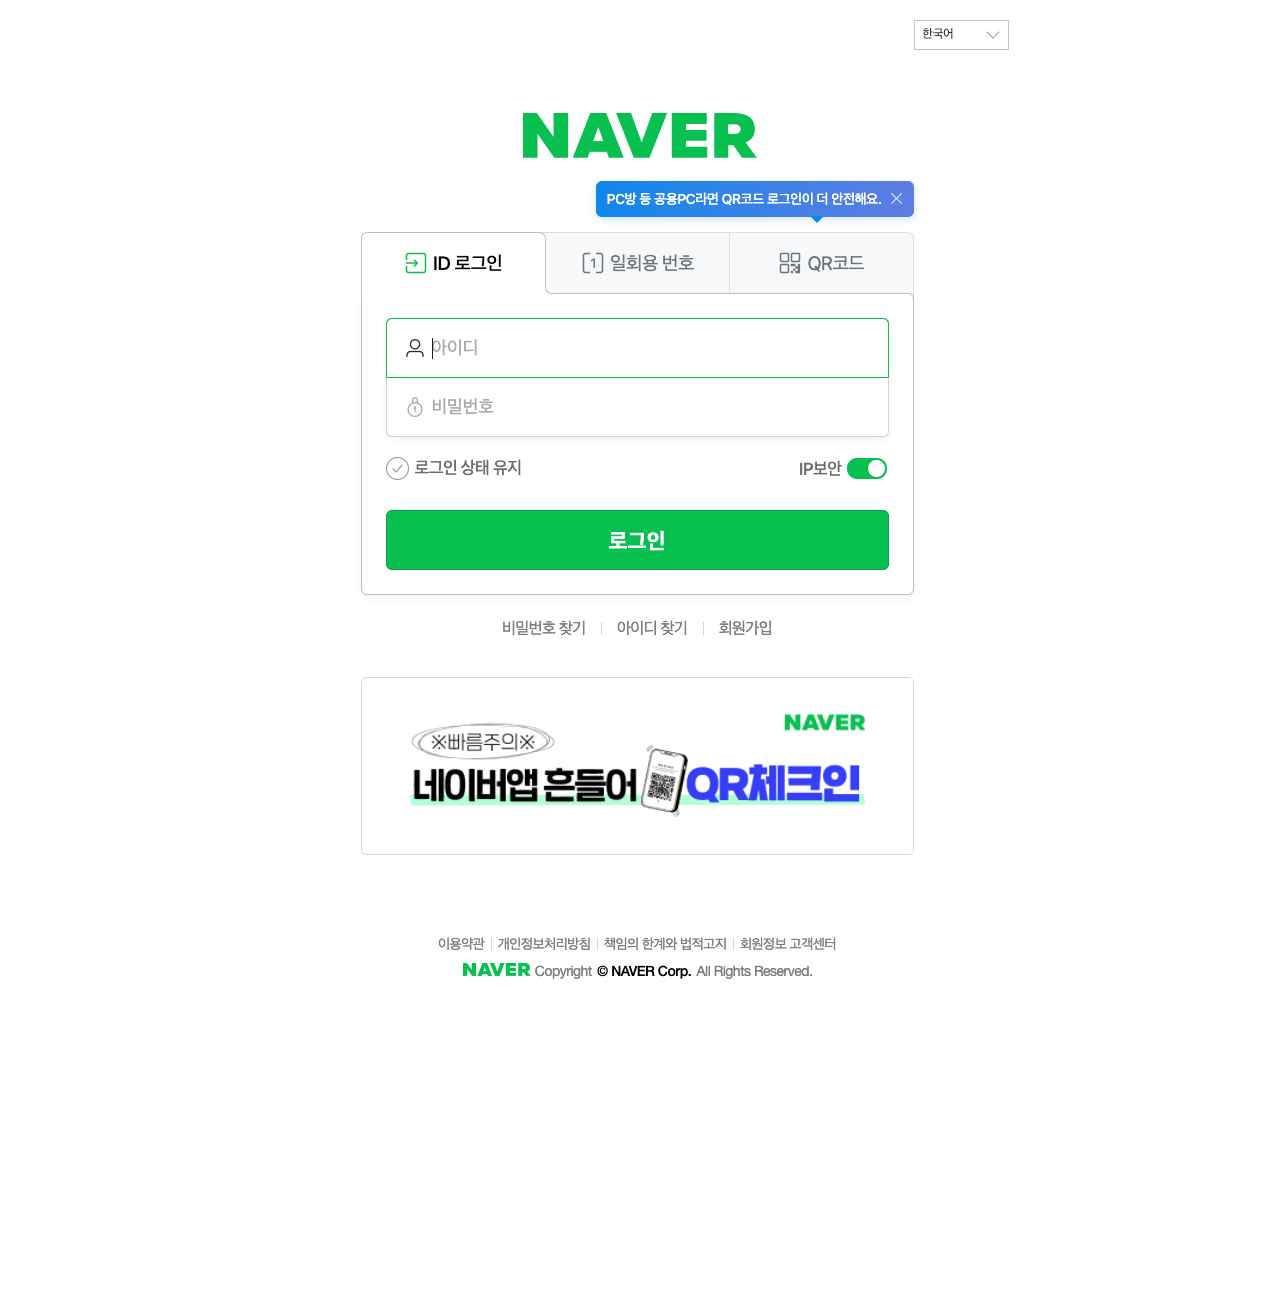 한국어
NAVER
PC방 등 공용PC라면 QR코드 로그인이 더 안전해요.
ID 로그인
1 일회용 번호
QR코드
아이디
비밀번호
로그인 상태 유지
IP보안
로그인
비밀번호 찾기
아이디 찾기
회원가입
NAVER
※빠름주의※
네이버앱 흔들어 QR체크인
이용약관
개인정보처리방침
책임의 한계와 법적고지
회원정보 고객센터
NAVER Copyright © NAVER Corp. All Rights Reserved.